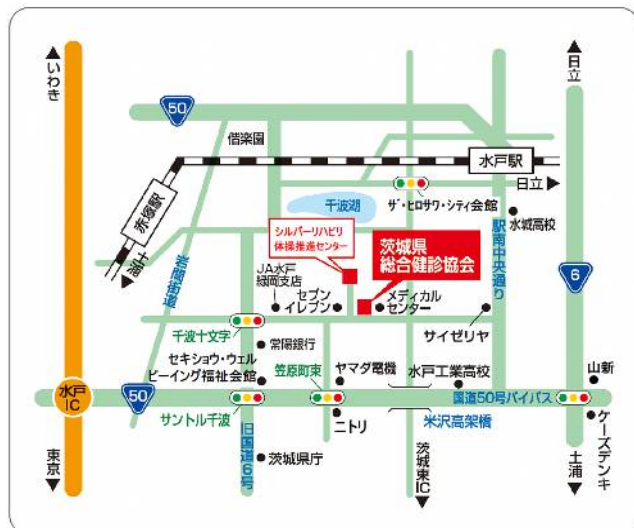 いわき
日立
50
偕楽園
水戸駅
日立
赤塚駅
土浦
千波湖
ザ・ヒロサワ・シティ会館
水城高校
駅南中央通り
シルバーリハビリ
体操推進センター
茨城県
総合健診協会
岩間街道
JA水戸
緑岡支店
セブン
イレブン
メディカル
センター
サイゼリヤ
6
千波十文字
常陽銀行
セキショウ・ウェル
ビーイング福祉会館
笠原町東
ヤマダ電機
水戸工業高校
山新
水戸
IC
50
国道50号バイパス
サントル千波
ニトリ
米沢高架橋
ケーズデンキ
旧国道6号
茨城県庁
茨城東IC
東京
土浦